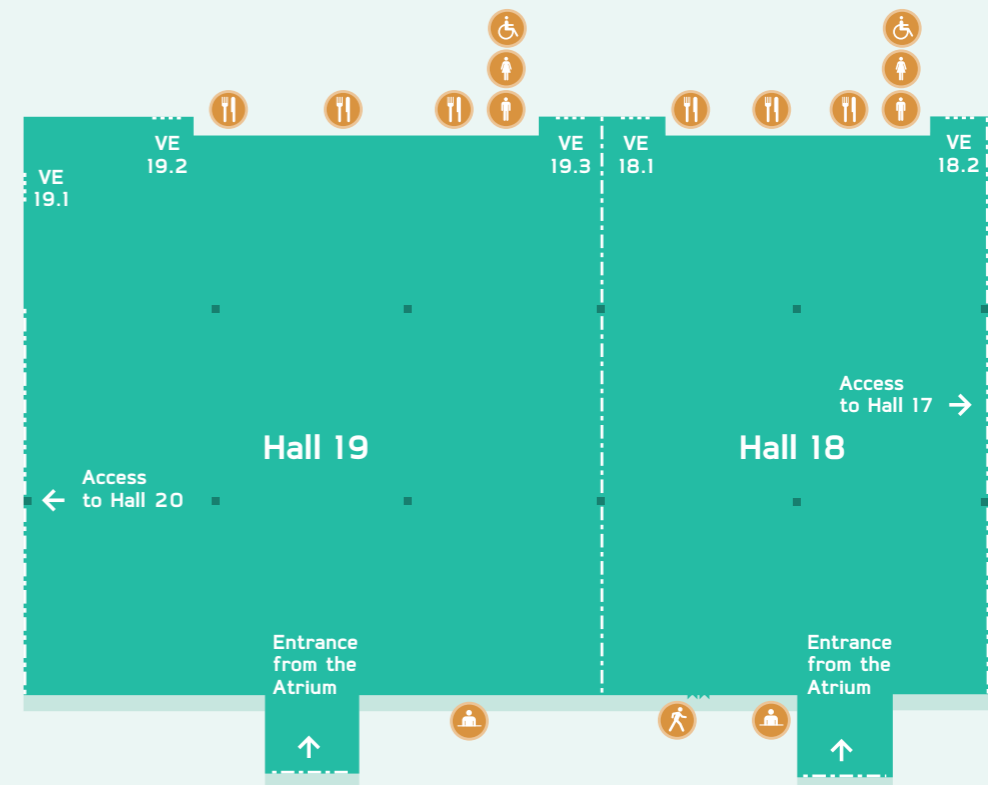 VE
19.2
VE
19.3
VE
18.1
VE
18.2
VE
19.1
Access
to Hall 17
Hall 19
Hall 18
Access
to Hall 20
Entrance
from the
Atrium
Entrance
from the
Atrium